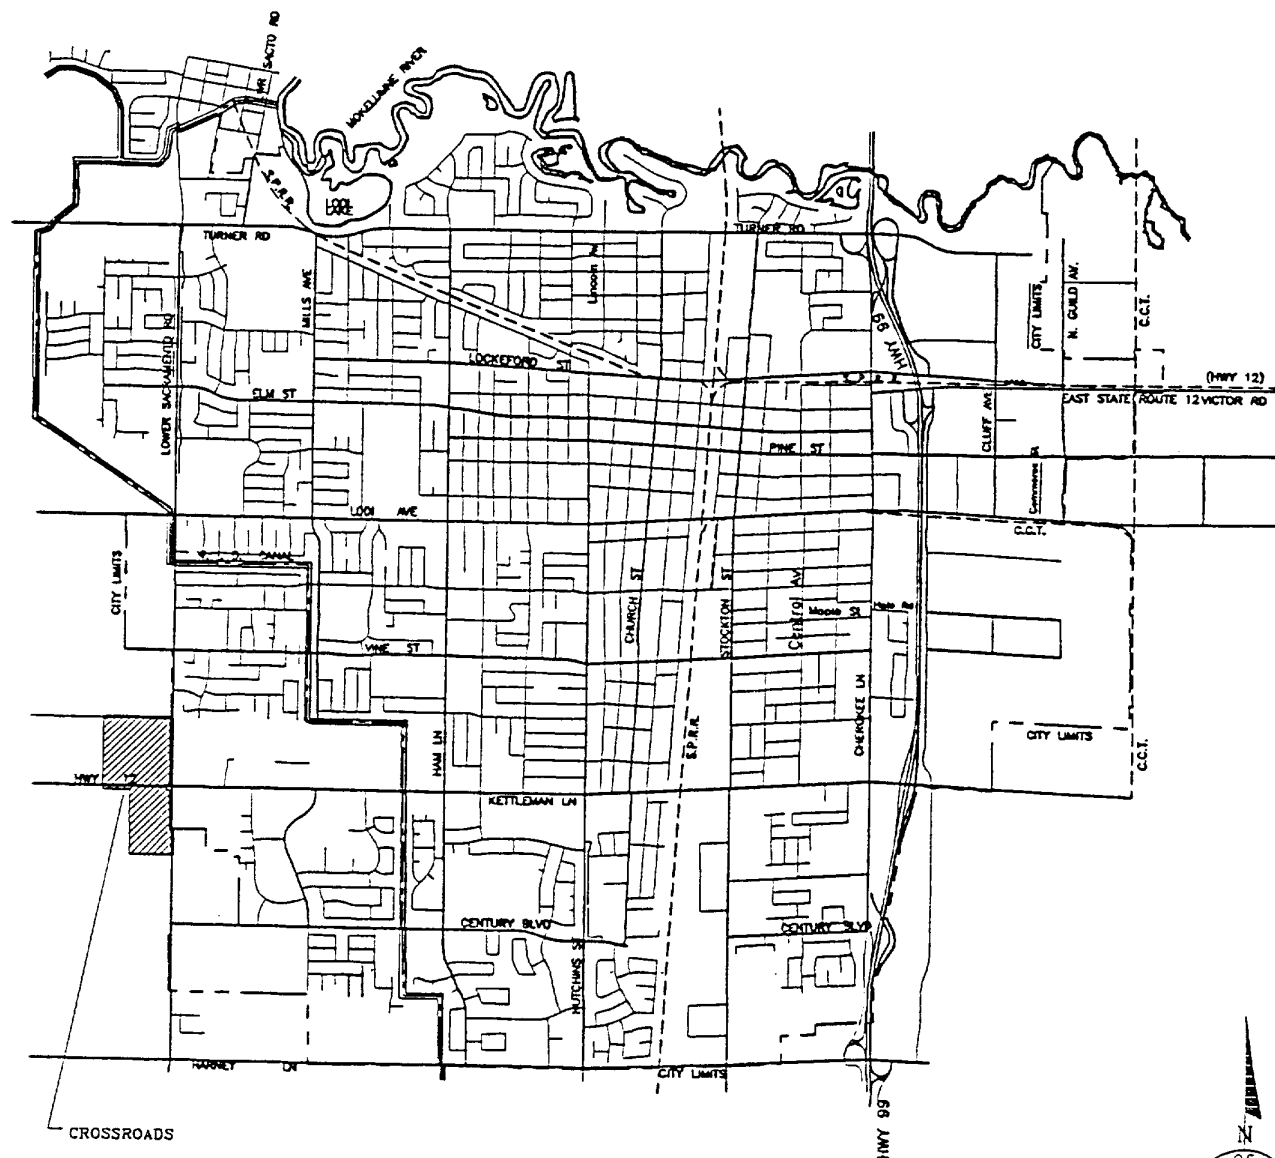 WR SACTO RD
MOKELUMNE RIVER
S.P.R.R.
LODI
LAKE
TURNER RD
TURNER RD
Lincoln Av
MILLS AVE
LOWER SACRAMENTO RD
HWY 99
CITY LIMITS
N. GUILD AV.
C.C.T.
LOCKEFORD ST
(HWY 12)
ELM ST
EAST STATE ROUTE 12 VICTOR RD
CLUFF AVE
PINE ST
LODI AVE
C.C.T.
CANAL
CITY LIMITS
CHURCH ST
STOCKTON ST
Central AV.
Maple St
VINE ST
CHEROKEE LN
CITY LIMITS
C.C.T.
HAM LN
S.P.R.R.
HWY 12
KETTLEMAN LN
CENTURY BLVD
CENTURY BLVD
HUTCHINS ST
HARNEY LN
CITY LIMITS
HWY 99
CROSSROADS
N